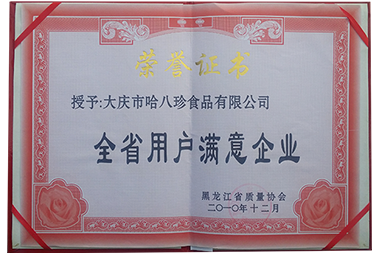 荣誉证书
授予:大庆市哈八珍食品有限公司
全省用户满意企业
黑龙江省质量协会
二〇一〇年十二月